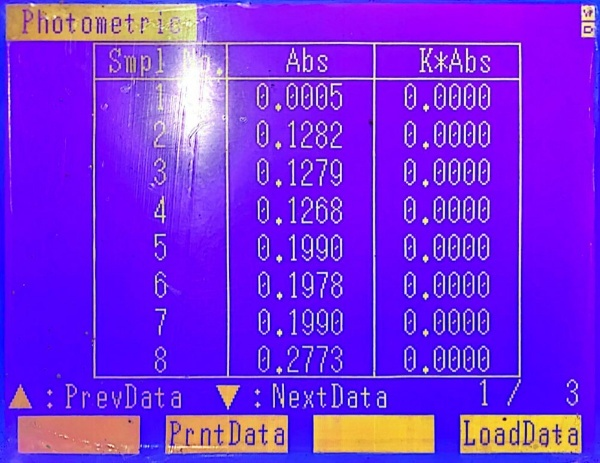 Photometric
Smpl No. Abs K*Abs
1 0.0005 0.0000
2 0.1282 0.0000
3 0.1279 0.0000
4 0.1268 0.0000
5 0.1990 0.0000
6 0.1978 0.0000
7 0.1990 0.0000
8 0.2773 0.0000
▲ : PrevData ▼ : NextData 1 / 3
PrntData LoadData